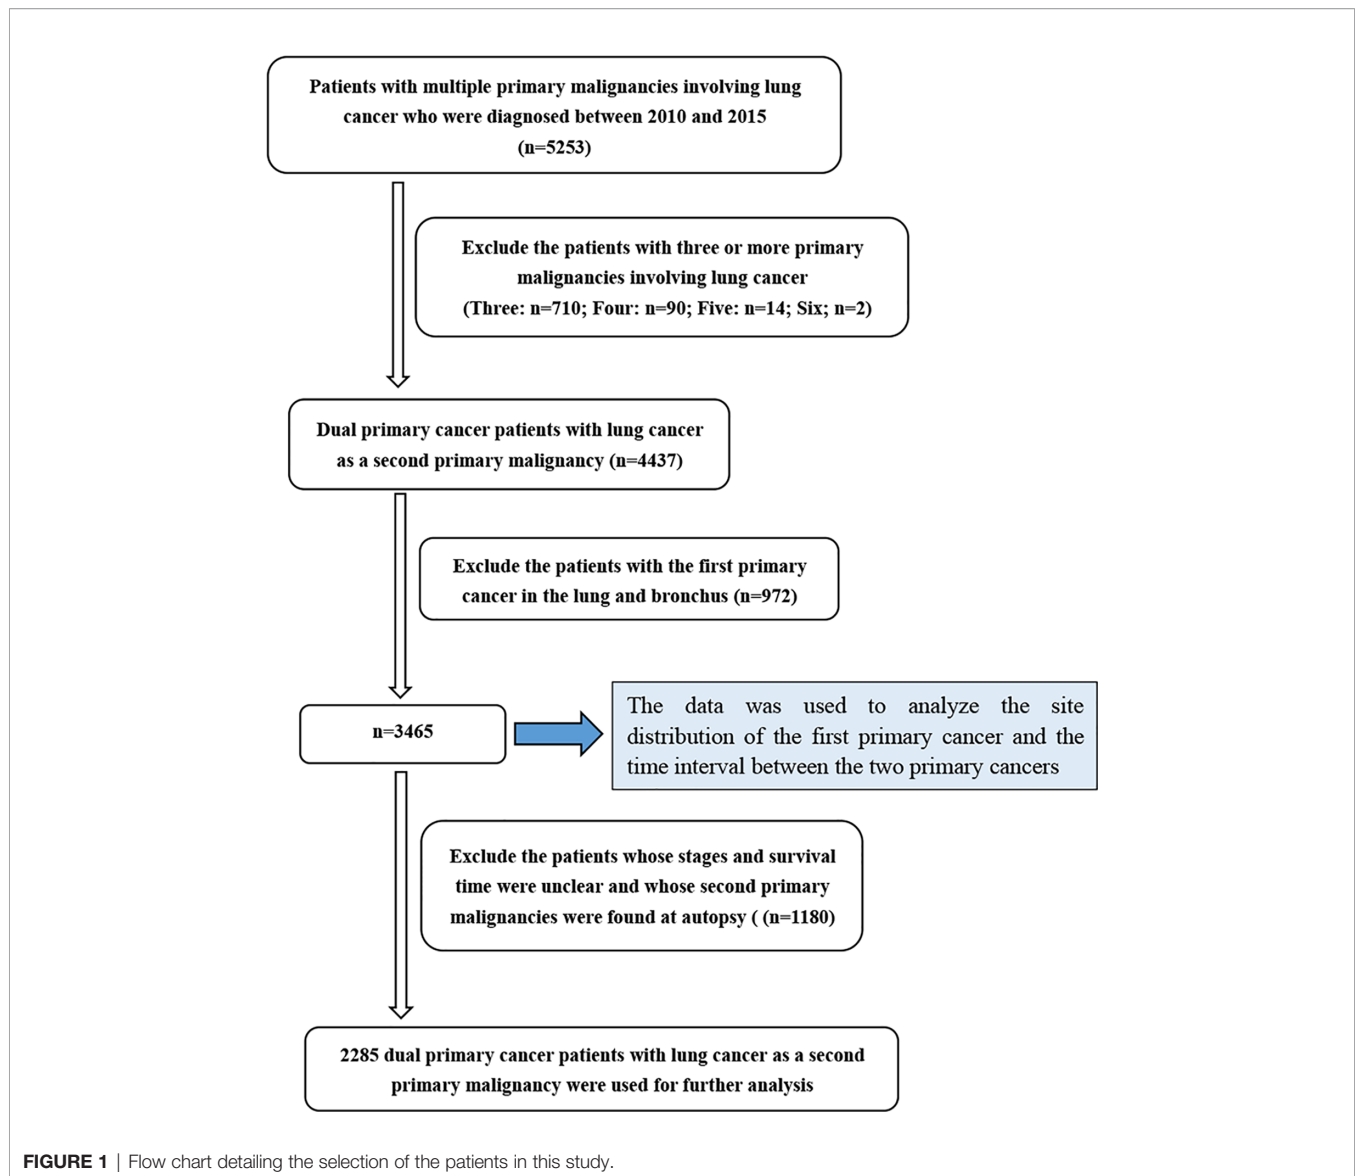 Patients with multiple primary malignancies involving lung
cancer who were diagnosed between 2010 and 2015
(n=5253)
Exclude the patients with three or more primary
malignancies involving lung cancer
(Three: n=710; Four: n=90; Five: n=14; Six; n=2)
Dual primary cancer patients with lung cancer
as a second primary malignancy (n=4437)
Exclude the patients with the first primary
cancer in the lung and bronchus (n=972)
n=3465
The data was used to analyze the site
distribution of the first primary cancer and the
time interval between the two primary cancers
Exclude the patients whose stages and survival
time were unclear and whose second primary
malignancies were found at autopsy ( (n=1180)
2285 dual primary cancer patients with lung cancer as a second
primary malignancy were used for further analysis
FIGURE 1 | Flow chart detailing the selection of the patients in this study.